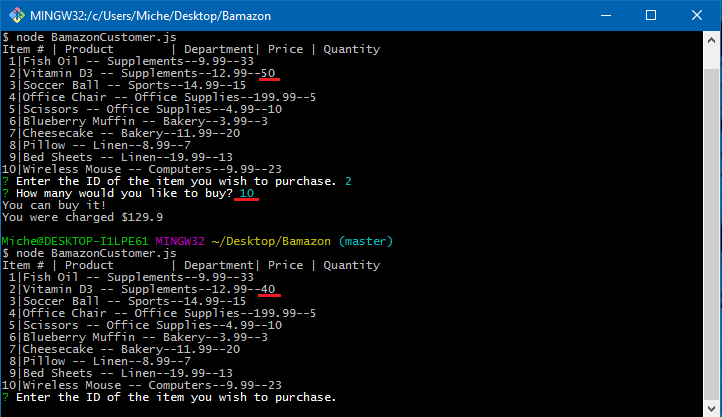 MINGW32:/c/Users/Miche/Desktop/Bamazon
$ node BamazonCustomer.js
Item # | Product        | Department| Price | Quantity
 1|Fish Oil -- Supplements--9.99--33
 2|Vitamin D3 -- Supplements--12.99--50
 3|Soccer Ball -- Sports--14.99--15
 4|Office Chair -- Office Supplies--199.99--5
 5|Scissors -- Office Supplies--4.99--10
 6|Blueberry Muffin -- Bakery--3.99--3
 7|Cheesecake -- Bakery--11.99--20
 8|Pillow -- Linen--8.99--7
 9|Bed Sheets -- Linen--19.99--13
10|Wireless Mouse -- Computers--9.99--23
? Enter the ID of the item you wish to purchase. 2
? How many would you like to buy? 10
You can buy it!
You were charged $129.9
Miche@DESKTOP-I1LPE61 MINGW32 ~/Desktop/Bamazon (master)
$ node BamazonCustomer.js
Item # | Product        | Department| Price | Quantity
 1|Fish Oil -- Supplements--9.99--33
 2|Vitamin D3 -- Supplements--12.99--40
 3|Soccer Ball -- Sports--14.99--15
 4|Office Chair -- Office Supplies--199.99--5
 5|Scissors -- Office Supplies--4.99--10
 6|Blueberry Muffin -- Bakery--3.99--3
 7|Cheesecake -- Bakery--11.99--20
 8|Pillow -- Linen--8.99--7
 9|Bed Sheets -- Linen--19.99--13
10|Wireless Mouse -- Computers--9.99--23
? Enter the ID of the item you wish to purchase.